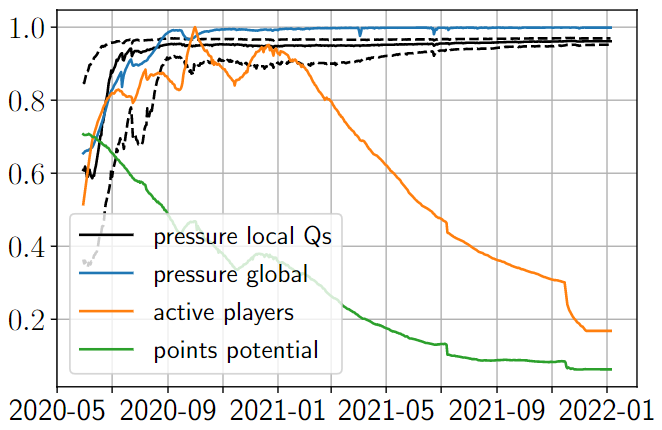 1.0
0.8
0.6
0.4
0.2
pressure local Qs
pressure global
active players
points potential
2020-05 2020-09 2021-01 2021-05 2021-09 2022-01